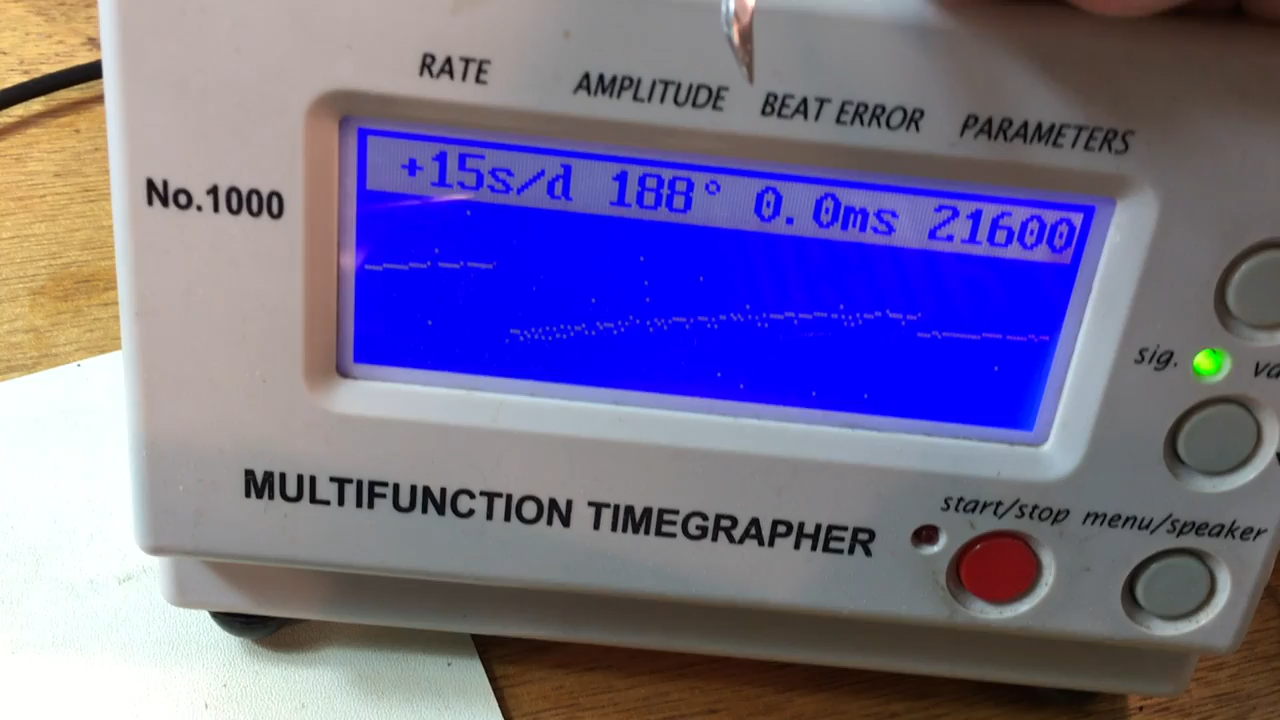 RATE AMPLITUDE BEAT ERROR PARAMETERS
+15s/d 188° 0.0ms 21600
No.1000
sig.
MULTIFUNCTION TIMEGRAPHER
start/stop menu/speaker